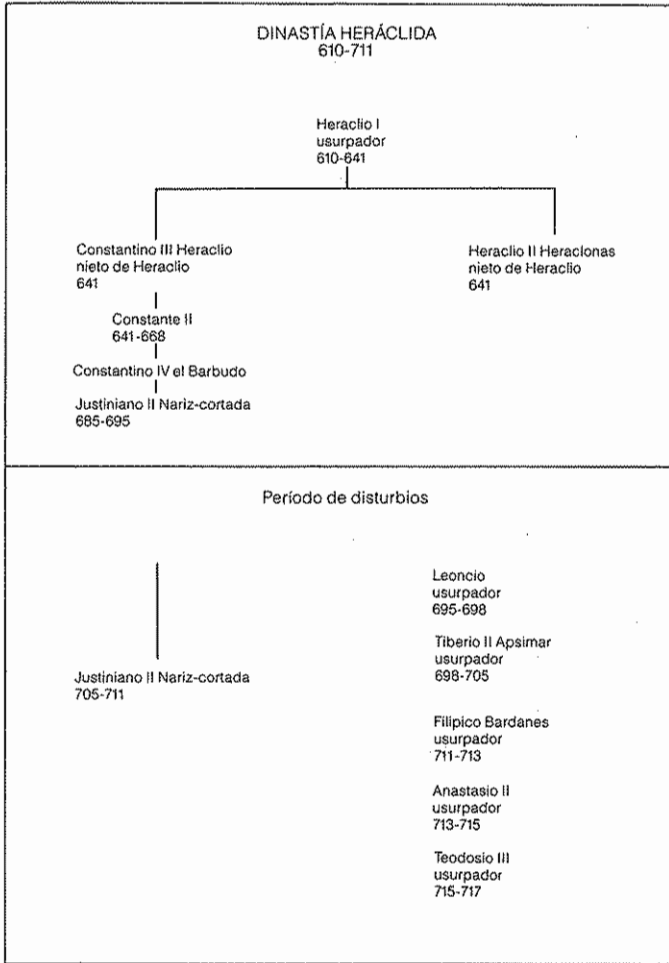 DINASTÍA HERÁCLIDA
610-711
Heraclio I
usurpador
610-641
Constantino III Heraclio
nieto de Heraclio
641
Heraclio II Heraclonas
nieto de Heraclio
641
Constante II
641-668
Constantino IV el Barbudo
Justiniano II Nariz-cortada
685-695
Período de disturbios
Leoncio
usurpador
695-698
Tiberio II Apsimar
usurpador
698-705
Justiniano II Nariz-cortada
705-711
Filípico Bardanes
usurpador
711-713
Anastasio II
usurpador
713-715
Teodosio III
usurpador
715-717